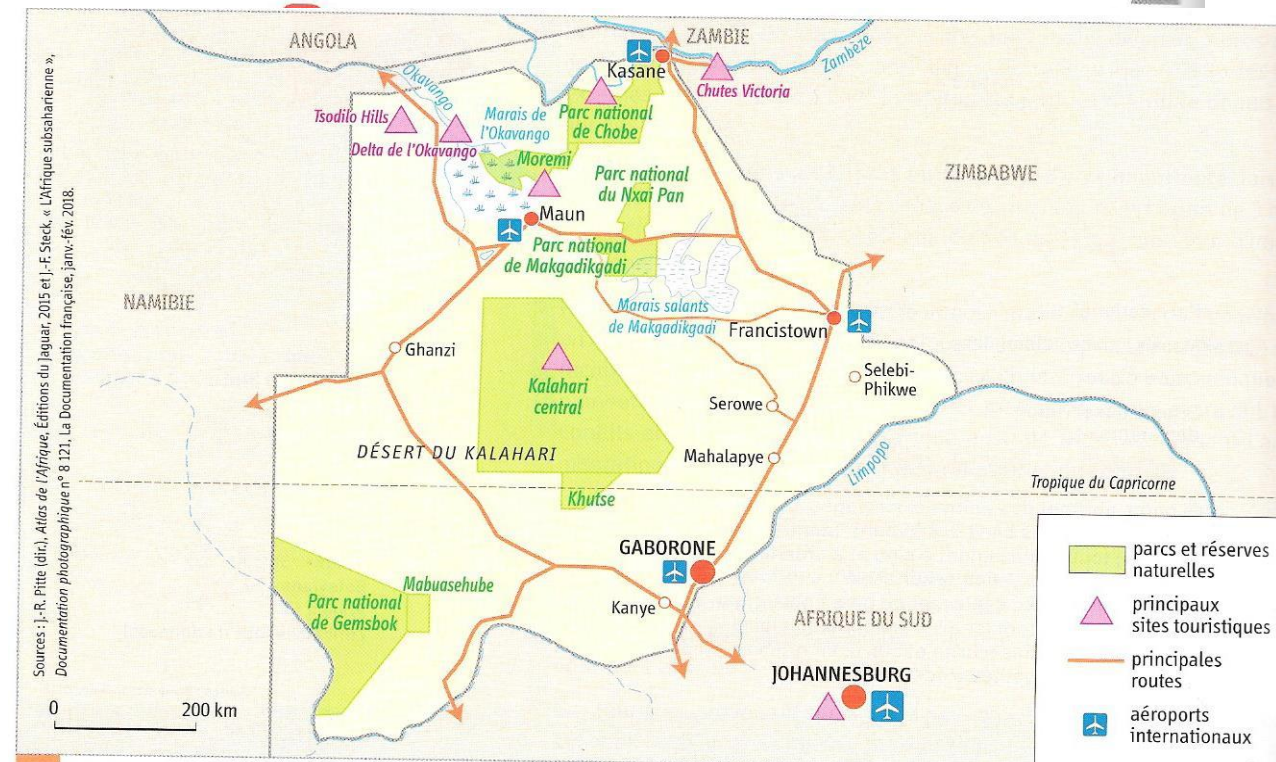 ANGOLA
ZAMBIE
Zambèze
Kasane
Chutes Victoria
Okavango
Tsodilo Hills
Marais de
l'Okavango
Parc national
de Chobe
Delta de l'Okavango
Moremi
Parc national
du Nxai Pan
ZIMBABWE
Maun
Parc national
de Makgadikgadi
NAMIBIE
Marais salants
de Makgadikgadi
Francistown
Ghanzi
Selebi-
Phikwe
Kalahari
central
Serowe
DÉSERT DU KALAHARI
Mahalapye
Limpopo
Tropique du Capricorne
Khutse
GABORONE
Mabuasehube
Parc national
de Gemsbok
Kanye
AFRIQUE DU SUD
JOHANNESBURG
0 200 km
parcs et réserves
naturelles
principaux
sites touristiques
principales
routes
aéroports
internationaux
Sources : J.-R. Pitte (dir.), Atlas de l'Afrique, Éditions du Jaguar, 2015 et J.-F. Steck, « L'Afrique subsaharienne »,
Documentation photographique n° 8 121, La Documentation française, janv.-fév. 2018.